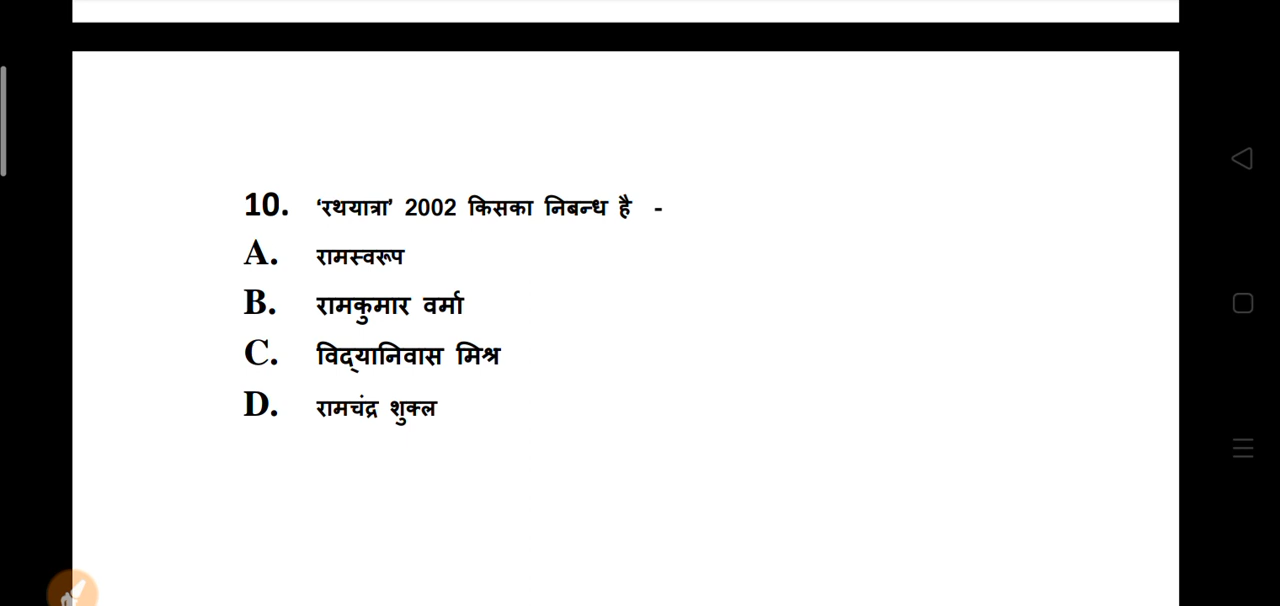 10. ‘रथयात्रा’ 2002 किसका निबन्ध है -
A. रामस्वरूप
B. रामकुमार वर्मा
C. विद्यानिवास मिश्र
D. रामचंद्र शुक्ल